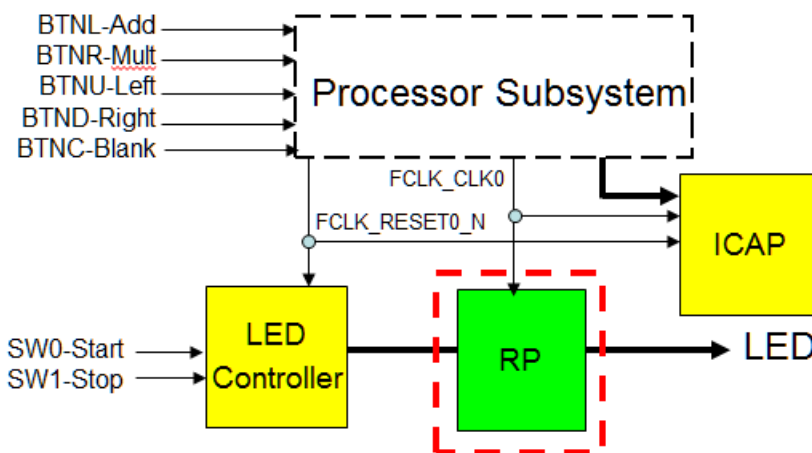 BTNL-Add
BTNR-Mult
BTNU-Left
BTND-Right
BTNC-Blank
Processor Subsystem
FCLK_CLK0
FCLK_RESET0_N
ICAP
SW0-Start
SW1-Stop
LED
Controller
RP
LED